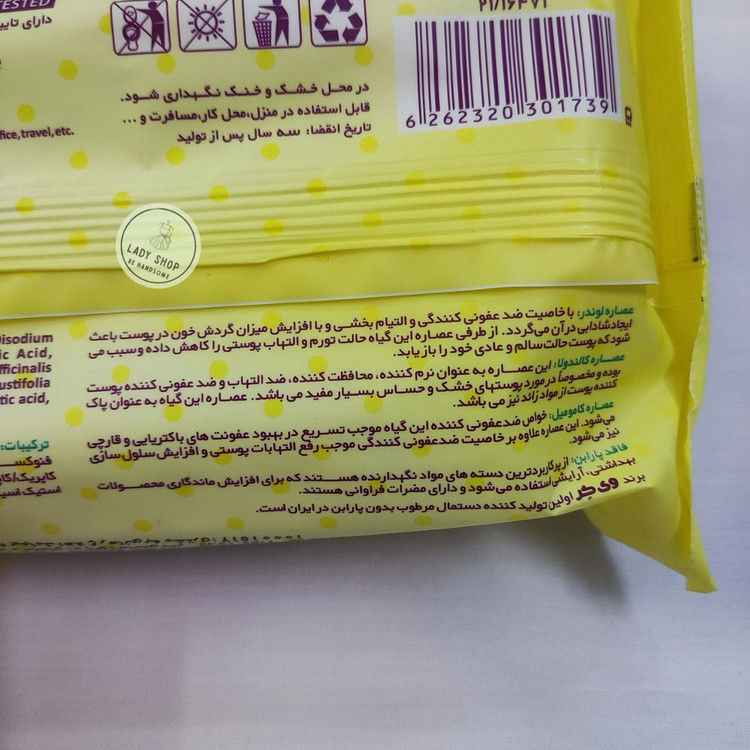 TESTED
دارای تایید
fice,travel,etc.
۲۱/۱۶۴۷۱
6 262320 301739
در محل خشک و خنک نگهداری شود.
قابل استفاده در منزل،محل کار،مسافرت و ...
تاریخ انقضا: سه سال پس از تولید
LADY SHOP
BE HANDSOME
عصاره لوندر: با خاصیت ضد عفونی کنندگی و التیام بخشی و با افزایش میزان گردش خون در پوست باعث
ایجاد شادابی در آن می‌گردد. از طرفی عصاره این گیاه حالت تورم و التهاب پوستی را کاهش داده و سبب می
شود که پوست حالت سالم و عادی خود را باز یابد.
عصاره کالندولا: این عصاره به عنوان نرم کننده، محافظت کننده، ضد التهاب و ضد عفونی کننده پوست
بوده و مخصوصاً در مورد پوستهای خشک و حساس بسیار مفید می باشد. عصاره این گیاه به عنوان پاک
کننده پوست از مواد زائد نیز می باشد.
عصاره کامومیل: خواص ضدعفونی کننده این گیاه موجب تسریع در بهبود عفونت های باکتریایی و قارچی
می‌شود. این عصاره علاوه بر خاصیت ضدعفونی کنندگی موجب رفع التهابات پوستی و افزایش سلول سازی
نیز می‌شود.
فاقد پارابن: از پرکاربردترین دسته های مواد نگهدارنده هستند که برای افزایش ماندگاری محصولات
بهداشتی، آرایشی استفاده می‌شود و دارای مضرات فراوانی هستند.
برند وی کر اولین تولید کننده دستمال مرطوب بدون پارابن در ایران است.
Disodium
ic Acid,
fficinalis
ustifolia
tic acid,
ترکیبات:
فنوکسی